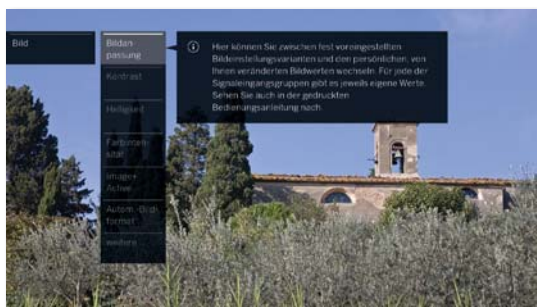 Bild
Bildan-
passung
Hier können Sie zwischen fest voreingestellten
Bildeinstellungsvarianten und den persönlichen, von
Ihnen veränderten Bildwerten wechseln. Für jede der
Signaleingangsgruppen gibt es jeweils eigene Werte.
Sehen Sie auch in der gedruckten
Bedienungsanleitung nach.
Kontrast
Helligkeit
Farbinten-
sität
Image+
Active
Autom.-Bild-
format
weitere